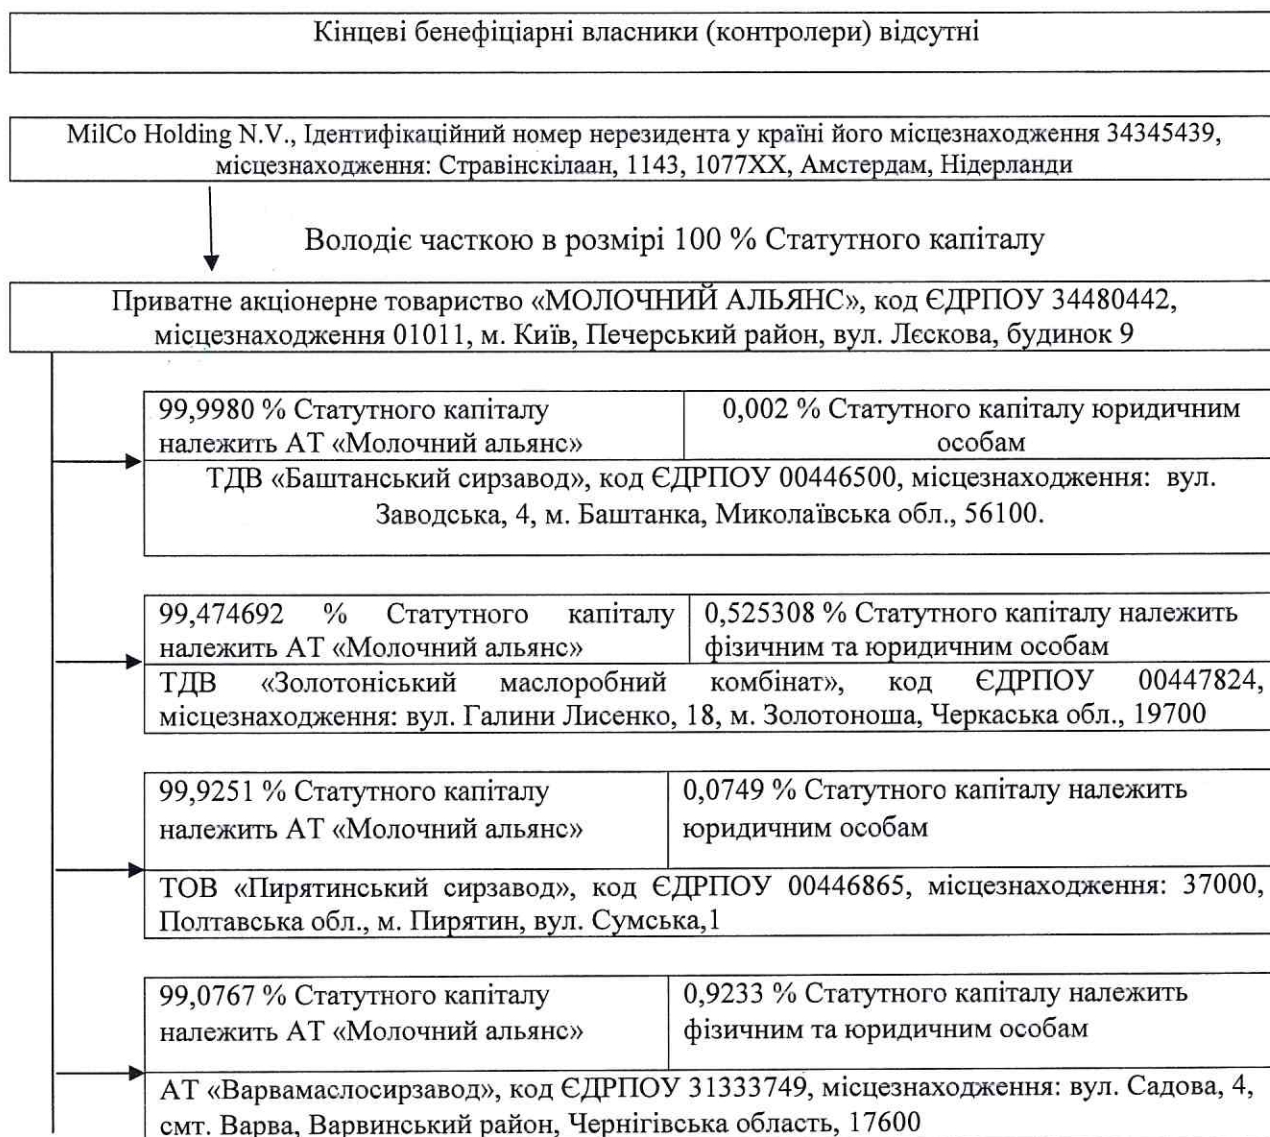 Кінцеві бенефіціарні власники (контролери) відсутні
MilCo Holding N.V., Ідентифікаційний номер нерезидента у країні його місцезнаходження 34345439,
місцезнаходження: Стравінскілаан, 1143, 1077XX, Амстердам, Нідерланди
Володіє часткою в розмірі 100 % Статутного капіталу
Приватне акціонерне товариство «МОЛОЧНИЙ АЛЬЯНС», код ЄДРПОУ 34480442,
місцезнаходження 01011, м. Київ, Печерський район, вул. Лєскова, будинок 9
99,9980 % Статутного капіталу
належить АТ «Молочний альянс»
0,002 % Статутного капіталу юридичним
особам
ТДВ «Баштанський сирзавод», код ЄДРПОУ 00446500, місцезнаходження: вул.
Заводська, 4, м. Баштанка, Миколаївська обл., 56100.
99,474692 % Статутного капіталу
належить АТ «Молочний альянс»
0,525308 % Статутного капіталу належить
фізичним та юридичним особам
ТДВ «Золотоніський маслоробний комбінат», код ЄДРПОУ 00447824,
місцезнаходження: вул. Галини Лисенко, 18, м. Золотоноша, Черкаська обл., 19700
99,9251 % Статутного капіталу
належить АТ «Молочний альянс»
0,0749 % Статутного капіталу належить
юридичним особам
ТОВ «Пирятинський сирзавод», код ЄДРПОУ 00446865, місцезнаходження: 37000,
Полтавська обл., м. Пирятин, вул. Сумська,1
99,0767 % Статутного капіталу
належить АТ «Молочний альянс»
0,9233 % Статутного капіталу належить
фізичним та юридичним особам
АТ «Варвамаслосирзавод», код ЄДРПОУ 31333749, місцезнаходження: вул. Садова, 4,
смт. Варва, Варвинський район, Чернігівська область, 17600